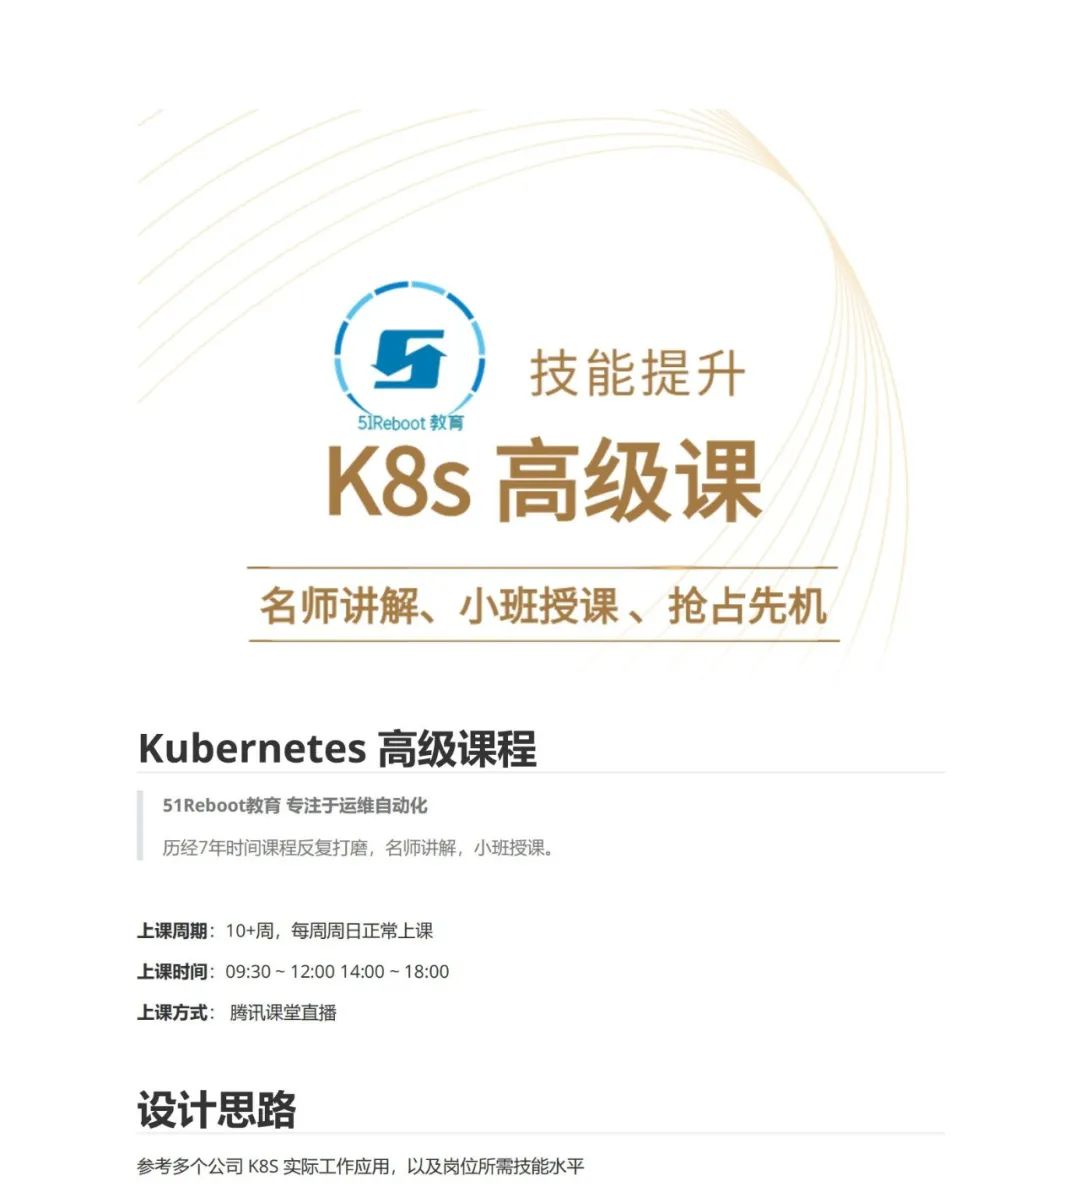 技能提升
51Reboot 教育
K8s 高级课
名师讲解、小班授课 、抢占先机
Kubernetes 高级课程
51Reboot教育 专注于运维自动化
历经7年时间课程反复打磨，名师讲解，小班授课。
上课周期：10+周，每周周日正常上课
上课时间：09:30 ~ 12:00 14:00 ~ 18:00
上课方式： 腾讯课堂直播
设计思路
参考多个公司 K8S 实际工作应用，以及岗位所需技能水平